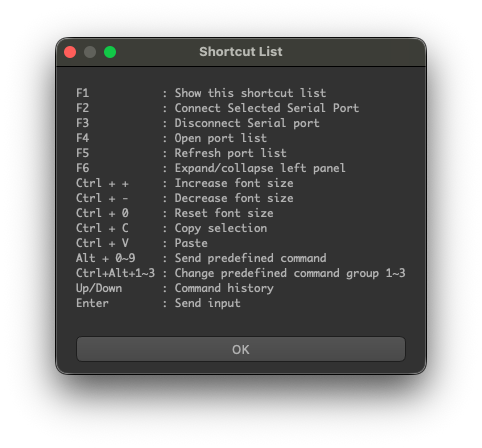 Shortcut List
F1 : Show this shortcut list
F2 : Connect Selected Serial Port
F3 : Disconnect Serial port
F4 : Open port list
F5 : Refresh port list
F6 : Expand/collapse left panel
Ctrl + + : Increase font size
Ctrl + - : Decrease font size
Ctrl + 0 : Reset font size
Ctrl + C : Copy selection
Ctrl + V : Paste
Alt + 0~9 : Send predefined command
Ctrl+Alt+1~3 : Change predefined command group 1~3
Up/Down : Command history
Enter : Send input
OK